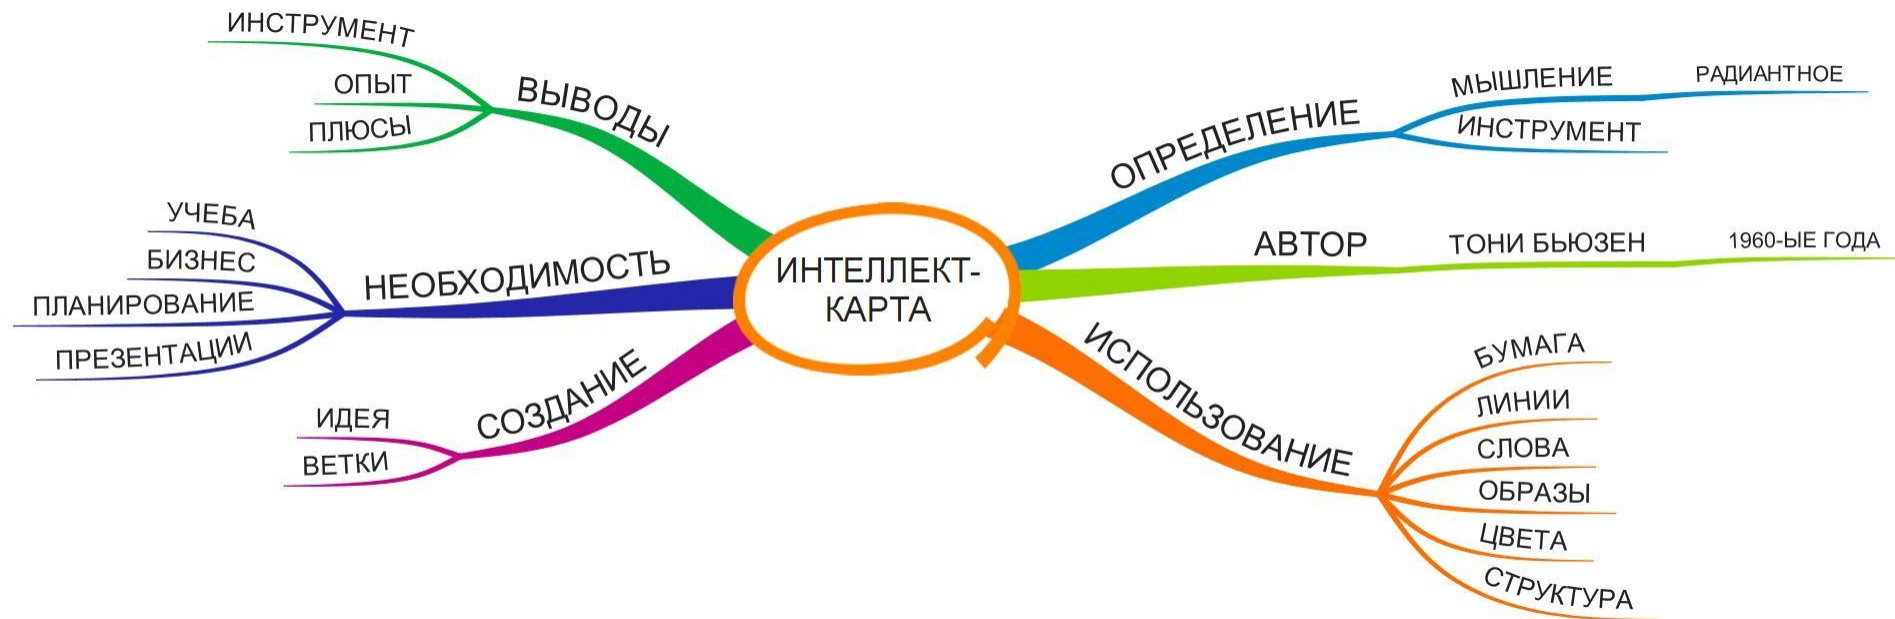 ИНТЕЛЛЕКТ-
КАРТА
ОПРЕДЕЛЕНИЕ
МЫШЛЕНИЕ
РАДИАНТНОЕ
ИНСТРУМЕНТ
АВТОР
ТОНИ БЬЮЗЕН
1960-ЫЕ ГОДА
ИСПОЛЬЗОВАНИЕ
БУМАГА
ЛИНИИ
СЛОВА
ОБРАЗЫ
ЦВЕТА
СТРУКТУРА
СОЗДАНИЕ
ИДЕЯ
ВЕТКИ
НЕОБХОДИМОСТЬ
УЧЕБА
БИЗНЕС
ПЛАНИРОВАНИЕ
ПРЕЗЕНТАЦИИ
ВЫВОДЫ
ИНСТРУМЕНТ
ОПЫТ
ПЛЮСЫ